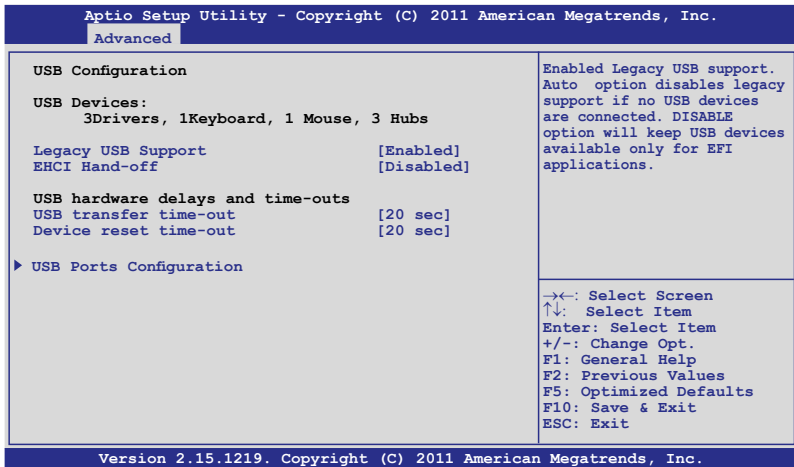 Aptio Setup Utility - Copyright (C) 2011 American Megatrends, Inc.
Advanced
USB Configuration
USB Devices:
3Drivers, 1Keyboard, 1 Mouse, 3 Hubs
Legacy USB Support [Enabled]
EHCI Hand-off [Disabled]
USB hardware delays and time-outs
USB transfer time-out [20 sec]
Device reset time-out [20 sec]
USB Ports Configuration
Enabled Legacy USB support.
Auto option disables legacy
support if no USB devices
are connected. DISABLE
option will keep USB devices
available only for EFI
applications.
→←: Select Screen
↑↓: Select Item
Enter: Select Item
+/-: Change Opt.
F1: General Help
F2: Previous Values
F5: Optimized Defaults
F10: Save & Exit
ESC: Exit
Version 2.15.1219. Copyright (C) 2011 American Megatrends, Inc.